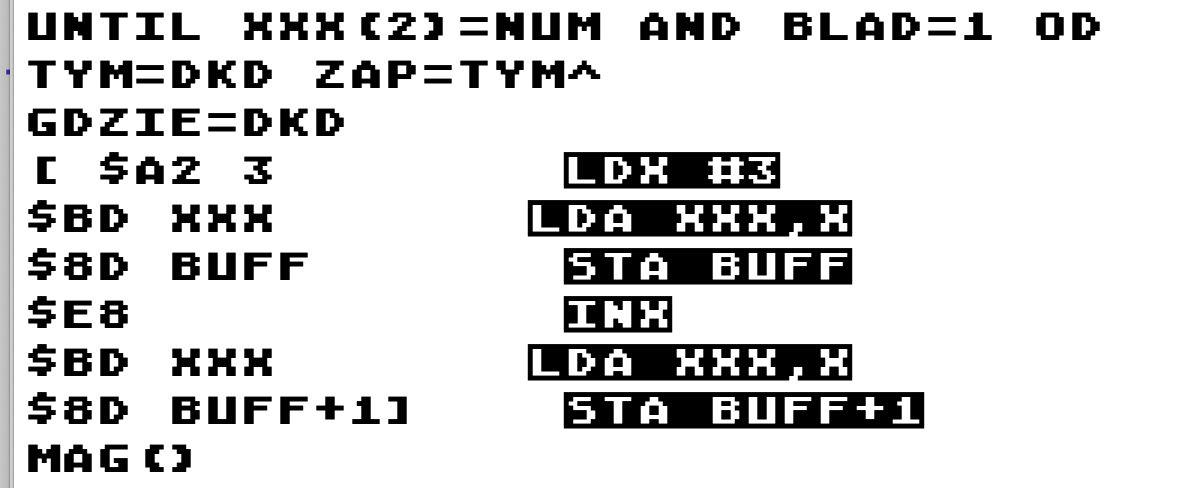 UNTIL XXX(2)=NUM AND BLAD=1 OD
TYM=DKD ZAP=TYM^
GDZIE=DKD
[ $A2 3 LDX #3
$BD XXX LDA XXX,X
$8D BUFF STA BUFF
$E8 INX
$BD XXX LDA XXX,X
$8D BUFF+1] STA BUFF+1
MAG()